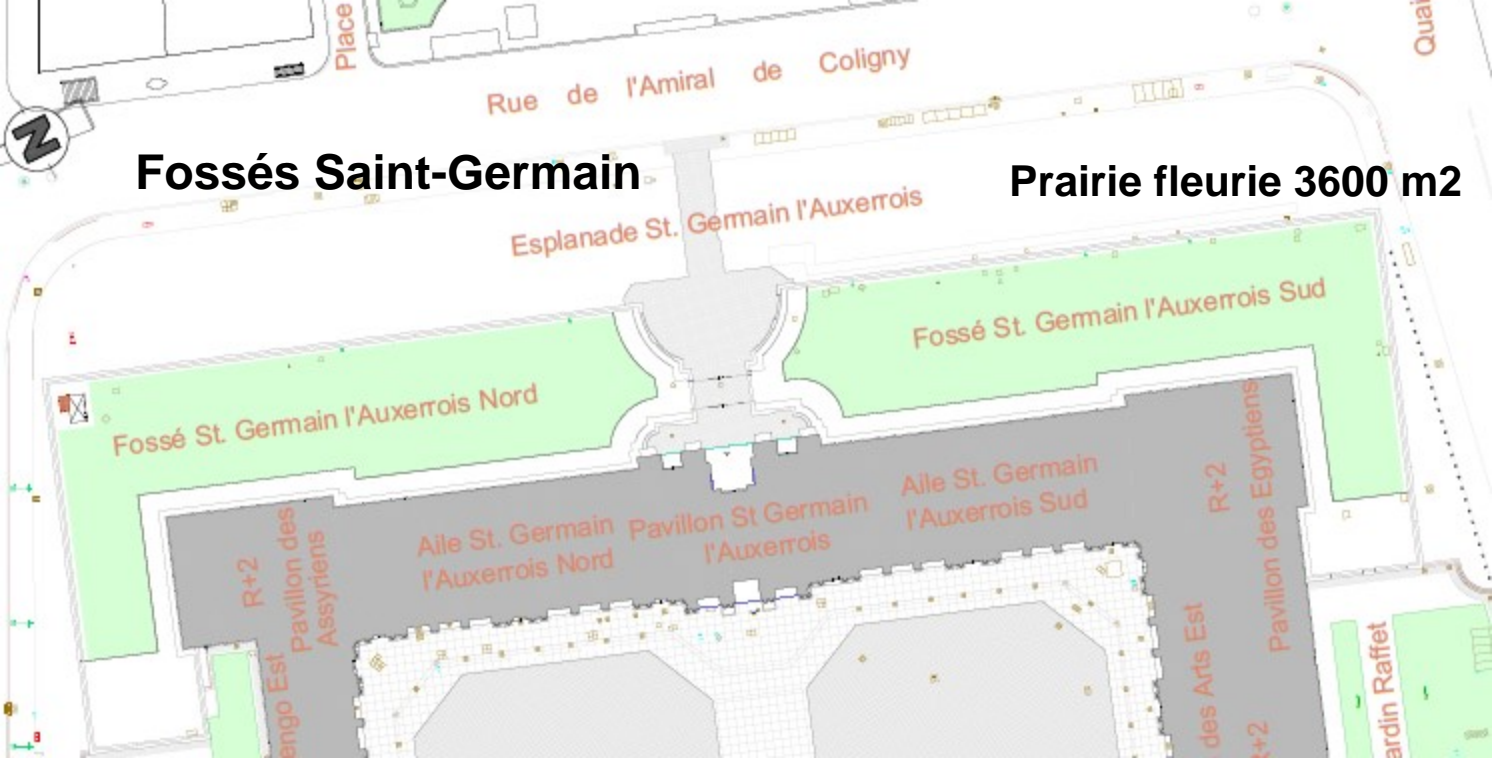 Place
Quai
Rue de l'Amiral de Coligny
N
Fossés Saint-Germain
Prairie fleurie 3600 m2
Esplanade St. Germain l'Auxerrois
Fossé St. Germain l'Auxerrois Sud
Fossé St. Germain l'Auxerrois Nord
Aile St. Germain
l'Auxerrois Nord
Pavillon St Germain
l'Auxerrois
Aile St. Germain
l'Auxerrois Sud
R+2
Pavillon des
Assyriens
R+2
Pavillon des Egyptiens
engo Est
des Arts Est
R+2
ardin Raffet